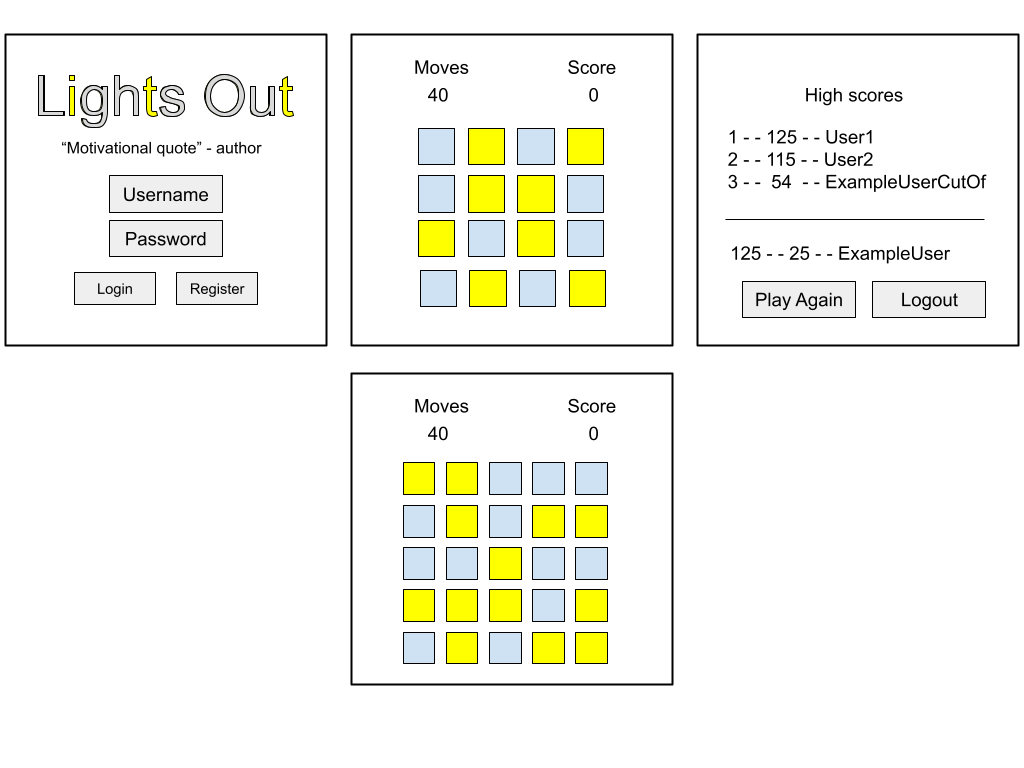 Lights Out
“Motivational quote” - author
Username
Password
Login Register
Moves Score
40 0
High scores
1 - - 125 - - User1
2 - - 115 - - User2
3 - -  54  - - ExampleUserCutOf
125 - - 25 - - ExampleUser
Play Again Logout
Moves Score
40 0